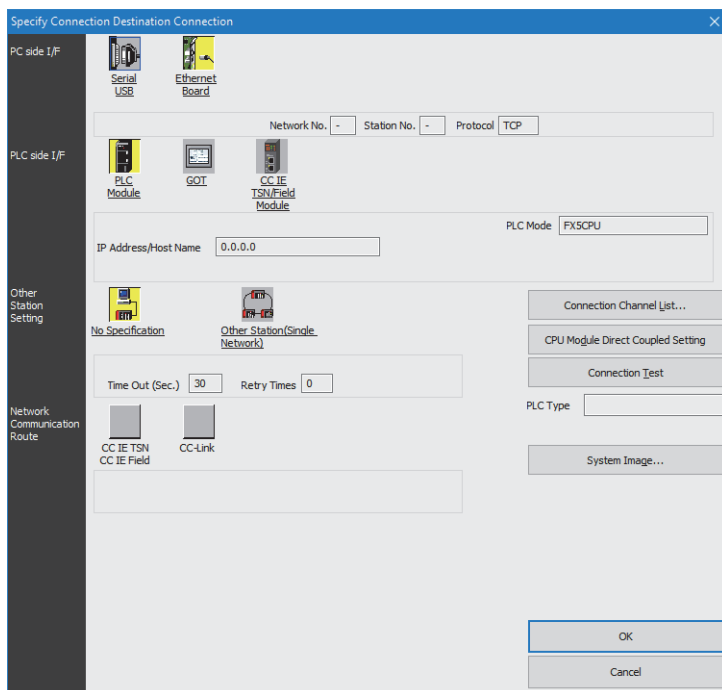 Specify Connection Destination Connection
PC side I/F
Serial
USB
Ethernet
Board
Network No. - Station No. - Protocol TCP
PLC side I/F
PLC
Module
GOT
CC IE
TSN/Field
Module
PLC Mode FX5CPU
IP Address/Host Name 0.0.0.0
Other
Station
Setting
No Specification
Other Station(Single
Network)
Connection Channel List...
CPU Module Direct Coupled Setting
Time Out (Sec.) 30 Retry Times 0
Connection Test
PLC Type
Network
Communication
Route
CC IE TSN
CC IE Field
CC-Link
System Image...
OK
Cancel